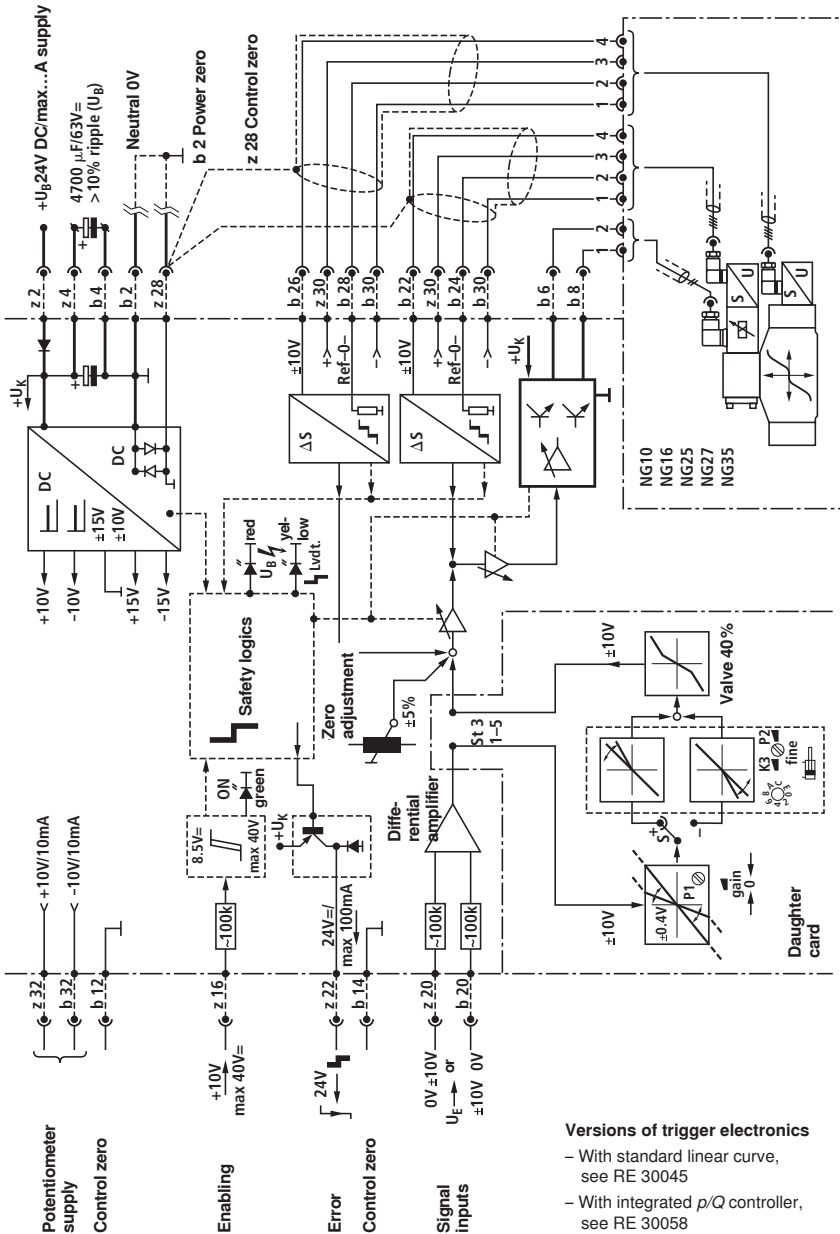 Potentiometer
supply
Control zero
Enabling
Error
Control zero
Signal
inputs
z 32
b 32
b 12
+10V/10mA
–10V/10mA
+10V
max 40V=
z 16
~100k
8.5V=
max 40V
ON
green
24V
z 22
b 14
24V=/
max 100mA
+UK
0V ±10V
UE → or
±10V 0V
z 20
b 20
~100k
~100k
Diffe-
rential
amplifier
+10V
–10V
+15V
–15V
DC
±15V
±10V
DC
+UK
Safety logics
red
UB
yel-
low
Lvdt.
Zero
adjustment
±5%
St 3
1–5
z 2
z 4
b 4
b 2
z 28
+UB24V DC/max...A supply
4700 µF/63V=
>10% ripple (UB)
Neutral 0V
b 2 Power zero
z 28 Control zero
ΔS
±10V
+
Ref–0–
–
b 26
z 30
b 28
b 30
ΔS
±10V
+
Ref–0–
–
b 22
z 30
b 24
b 30
+UK
b 6
b 8
4
3
2
1
4
3
2
1
2
1
S
U
S
U
NG10
NG16
NG25
NG27
NG35
±10V
±0.4V
P1
gain
0
S
+
–
K3
P2
fine
±10V
Valve 40%
Daughter
card
Versions of trigger electronics
– With standard linear curve,
see RE 30045
– With integrated p/Q controller,
see RE 30058